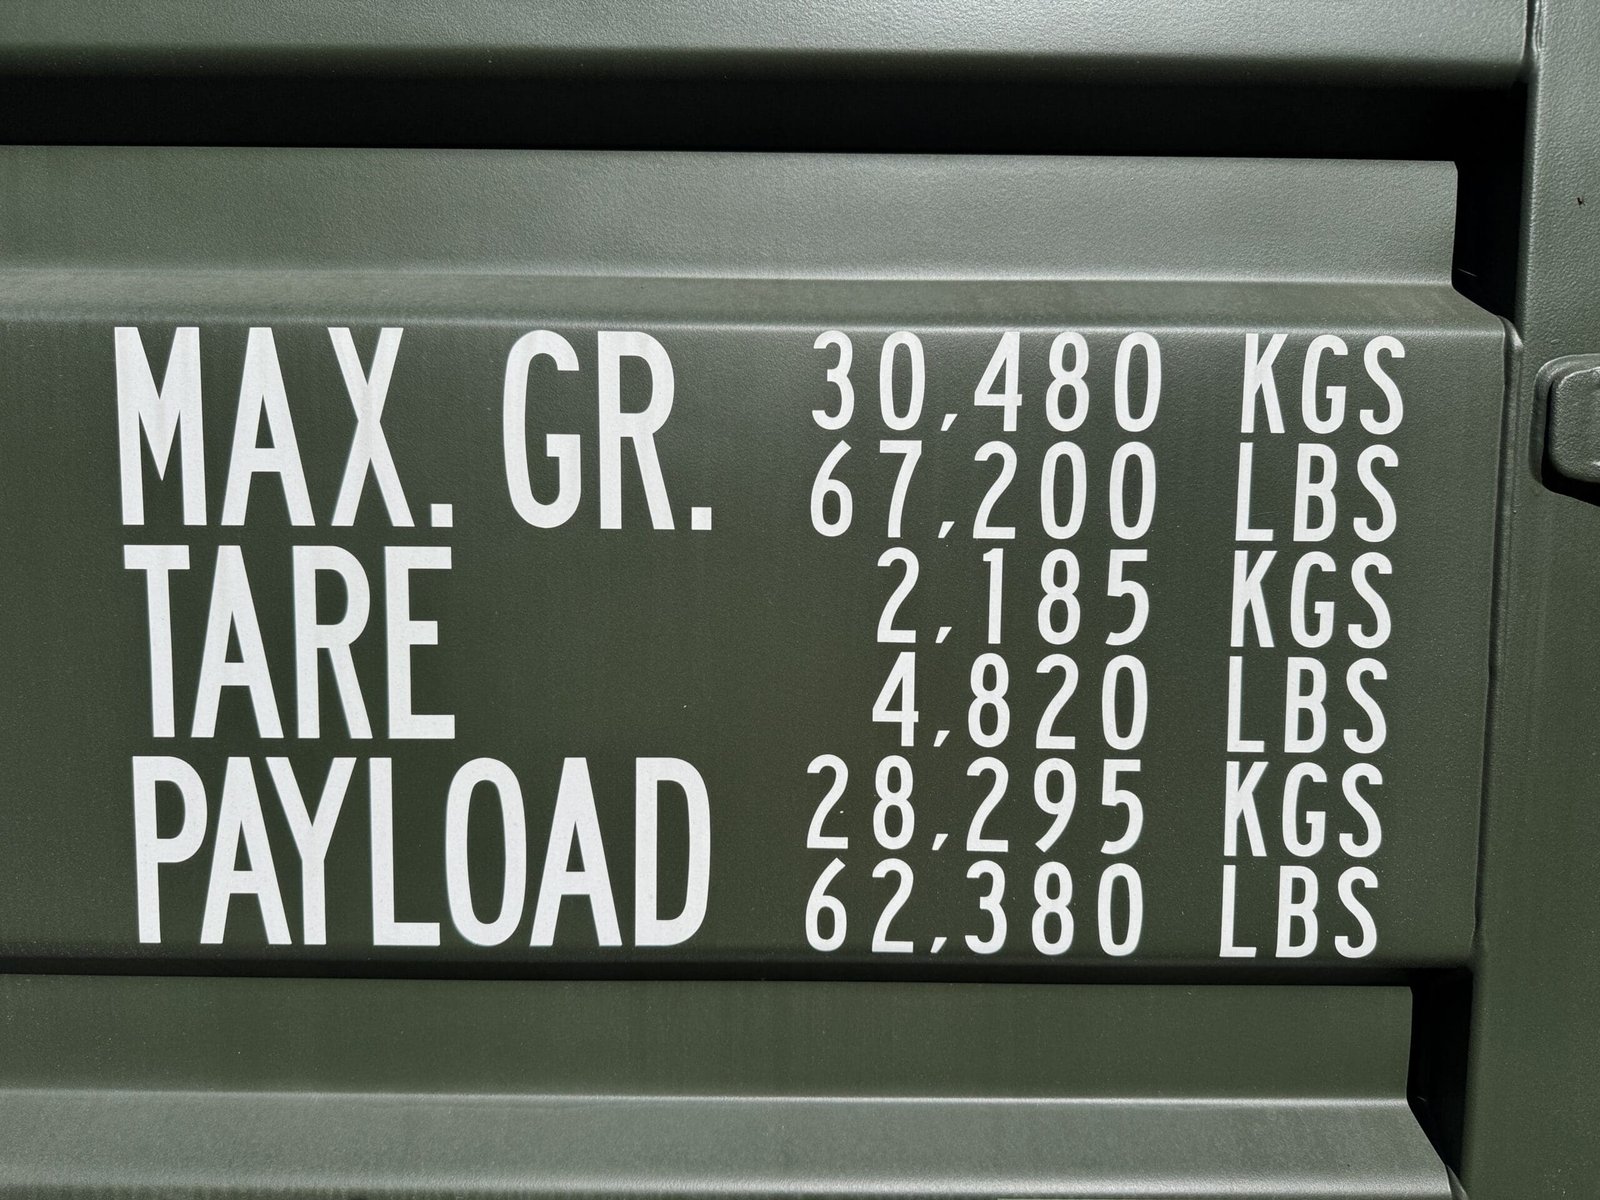 MAX. GR. 30,480 KGS
67,200 LBS
TARE 2,185 KGS
4,820 LBS
PAYLOAD 28,295 KGS
62,380 LBS